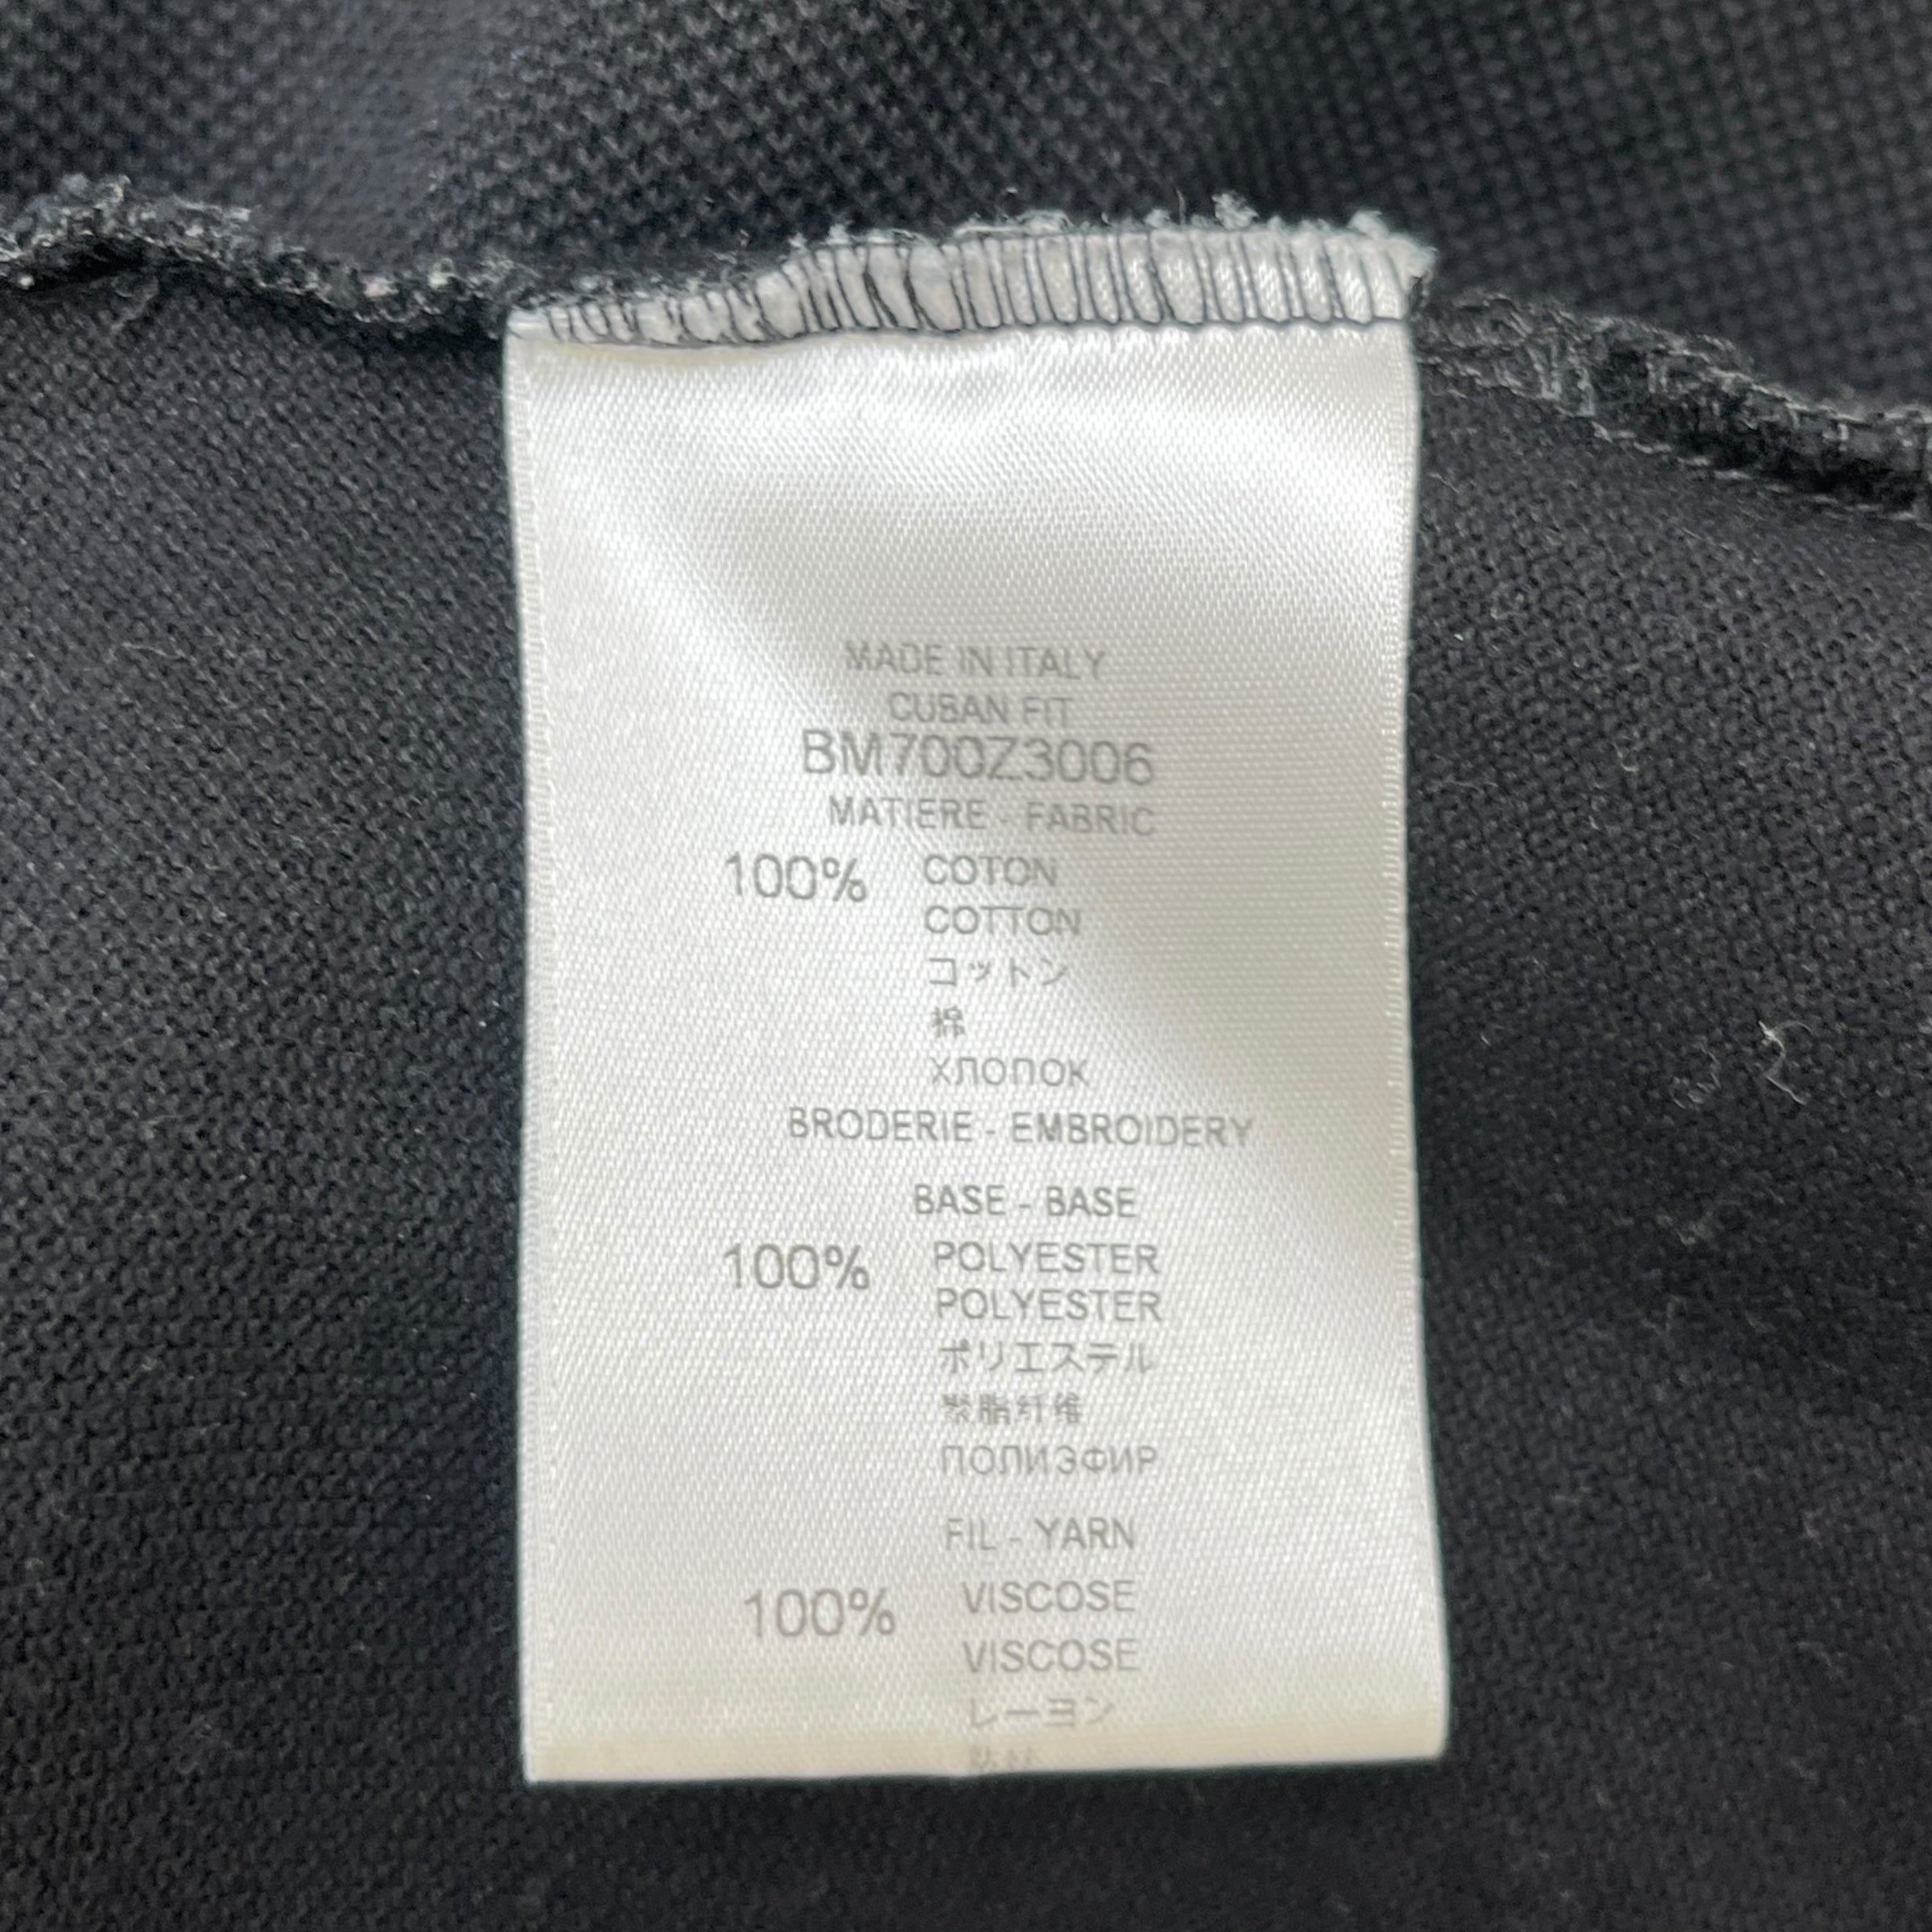 MADE IN ITALY
CUBAN FIT
BM700Z3006
MATIERE - FABRIC
100% COTON
COTTON
コットン
棉
ХЛОПОК
BRODERIE - EMBROIDERY
BASE - BASE
100% POLYESTER
POLYESTER
ポリエステル
聚脂纤维
ПОЛИЭФИР
FIL - YARN
100% VISCOSE
VISCOSE
レーヨン